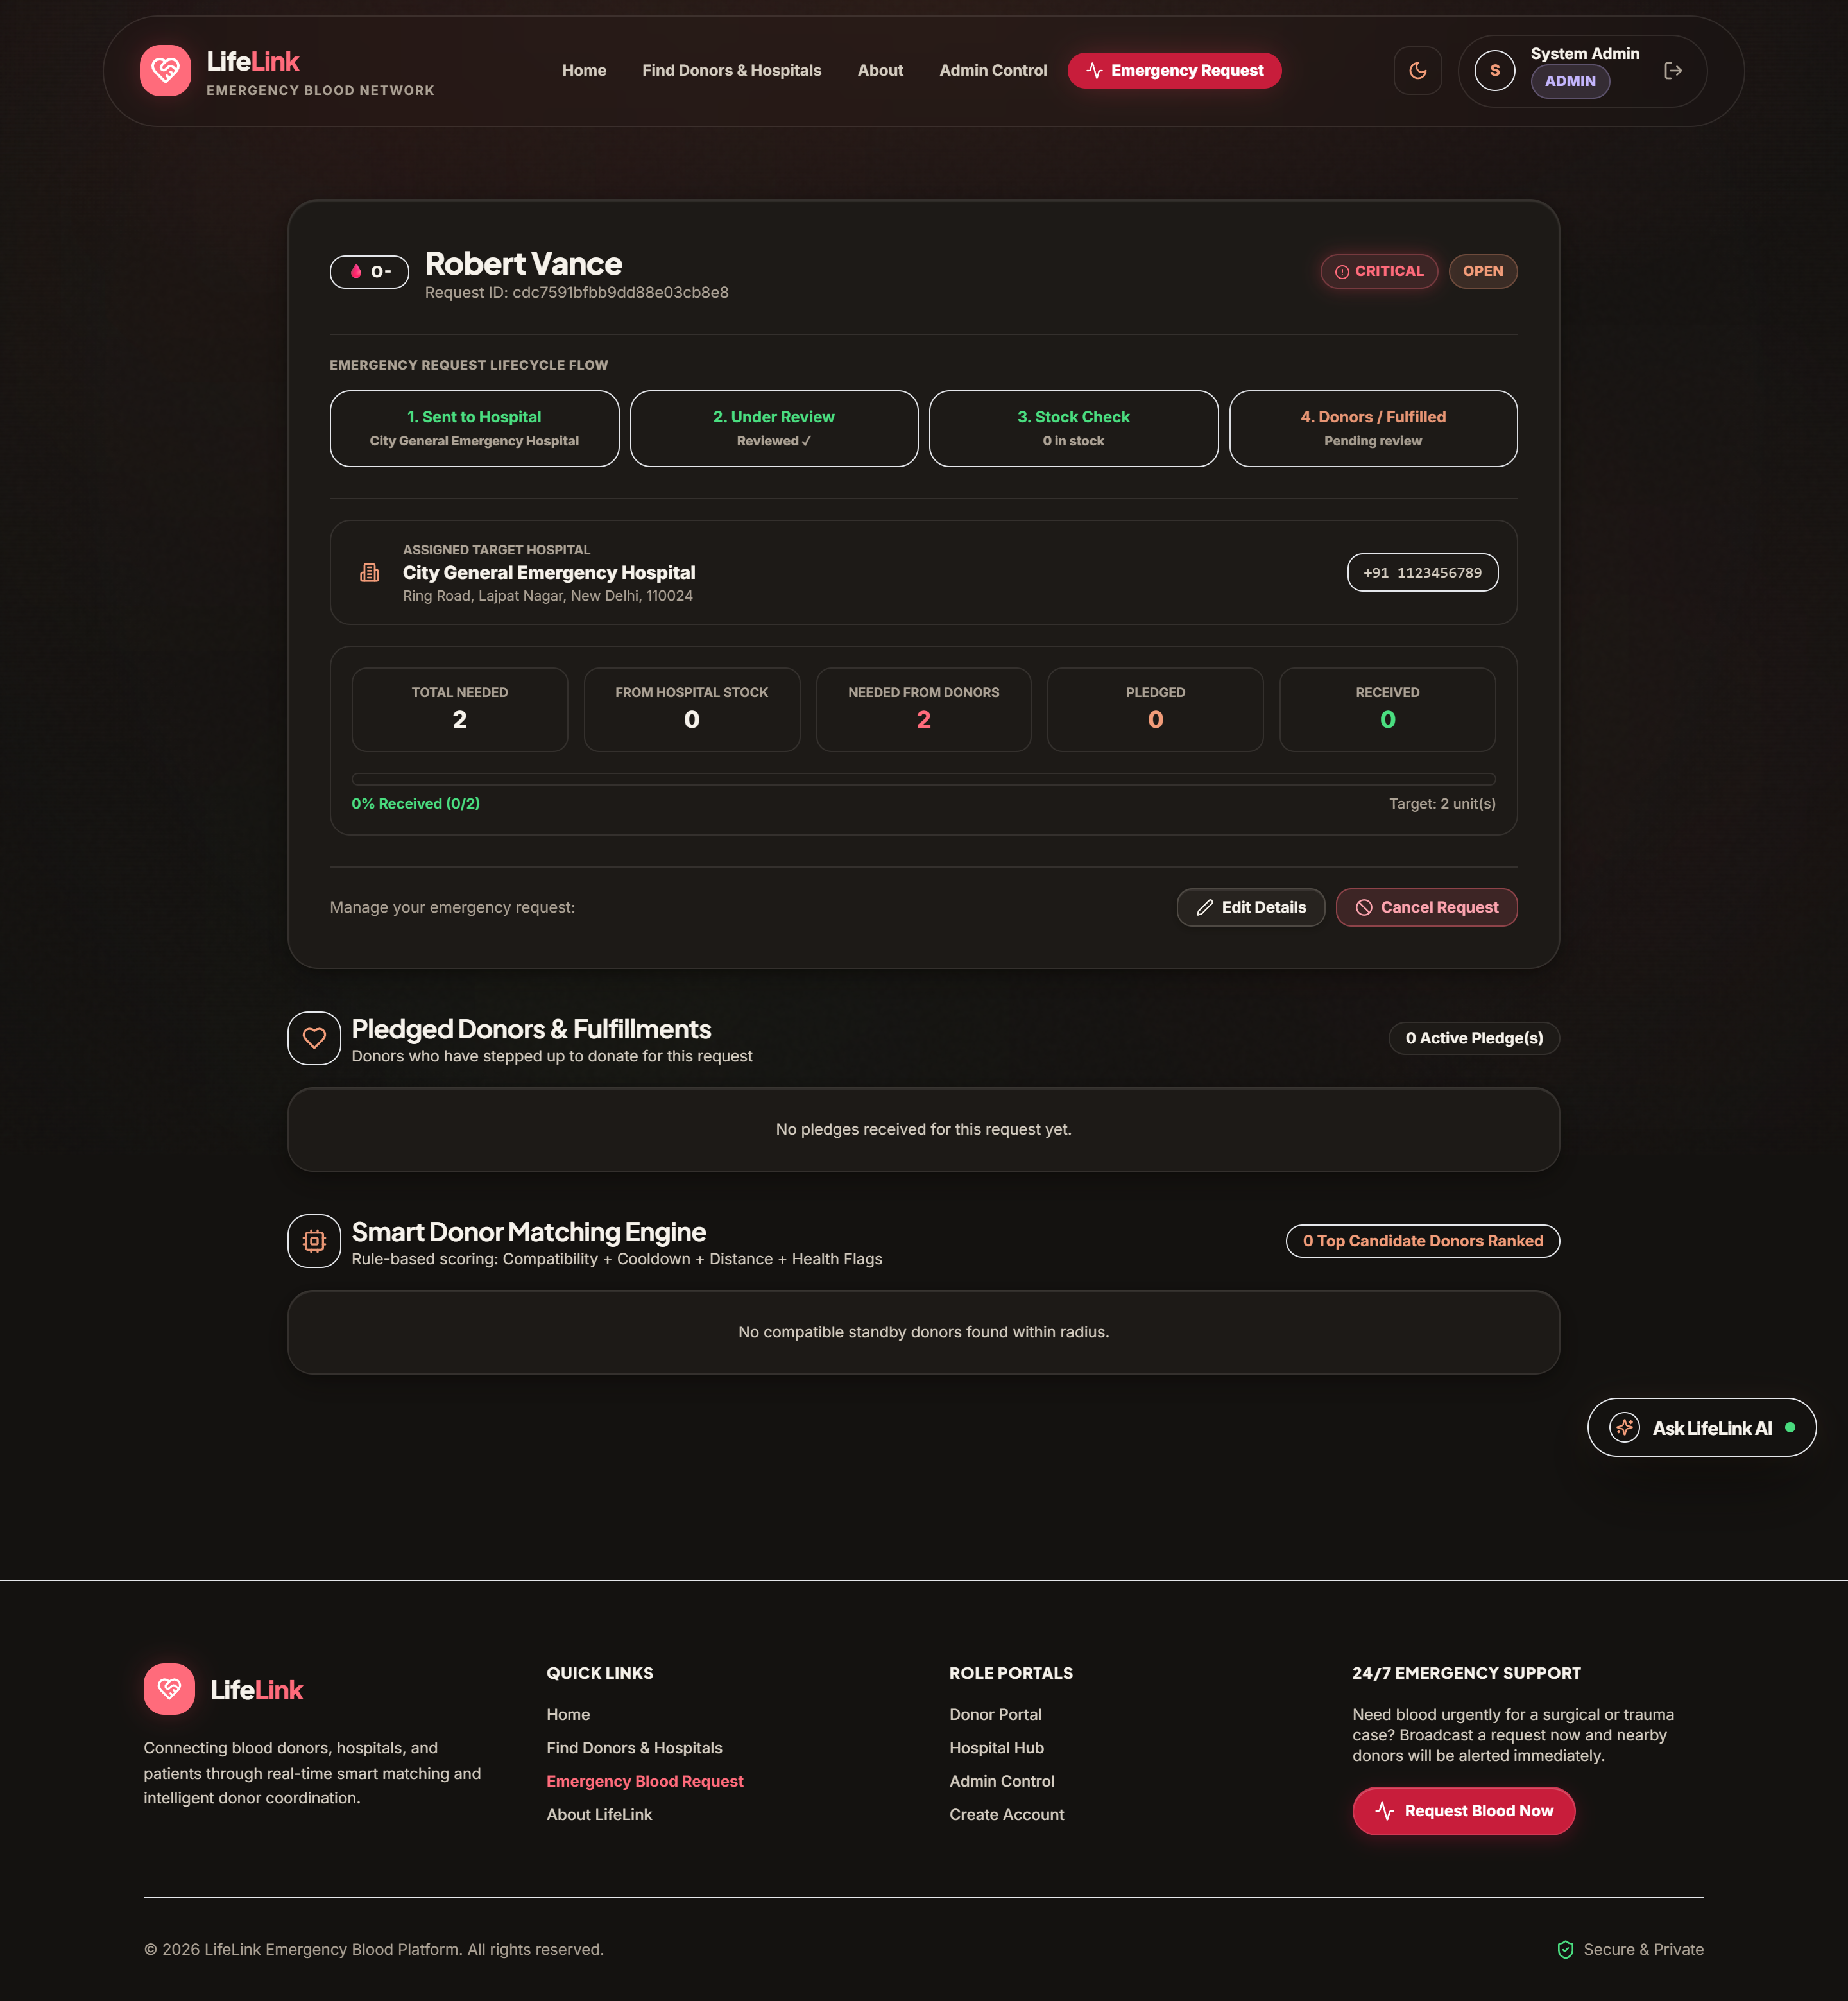 LifeLink
EMERGENCY BLOOD NETWORK
Home
Find Donors & Hospitals
About
Admin Control
Emergency Request
S
System Admin
ADMIN
O-
Robert Vance
Request ID: cdc7591bfbb9dd88e03cb8e8
CRITICAL
OPEN
EMERGENCY REQUEST LIFECYCLE FLOW
1. Sent to Hospital
City General Emergency Hospital
2. Under Review
Reviewed ✓
3. Stock Check
0 in stock
4. Donors / Fulfilled
Pending review
ASSIGNED TARGET HOSPITAL
City General Emergency Hospital
Ring Road, Lajpat Nagar, New Delhi, 110024
+91 1123456789
TOTAL NEEDED
2
FROM HOSPITAL STOCK
0
NEEDED FROM DONORS
2
PLEDGED
0
RECEIVED
0
0% Received (0/2)
Target: 2 unit(s)
Manage your emergency request:
Edit Details
Cancel Request
Pledged Donors & Fulfillments
Donors who have stepped up to donate for this request
0 Active Pledge(s)
No pledges received for this request yet.
Smart Donor Matching Engine
Rule-based scoring: Compatibility + Cooldown + Distance + Health Flags
0 Top Candidate Donors Ranked
No compatible standby donors found within radius.
Ask LifeLink AI
LifeLink
Connecting blood donors, hospitals, and
patients through real-time smart matching and
intelligent donor coordination.
QUICK LINKS
Home
Find Donors & Hospitals
Emergency Blood Request
About LifeLink
ROLE PORTALS
Donor Portal
Hospital Hub
Admin Control
Create Account
24/7 EMERGENCY SUPPORT
Need blood urgently for a surgical or trauma
case? Broadcast a request now and nearby
donors will be alerted immediately.
Request Blood Now
© 2026 LifeLink Emergency Blood Platform. All rights reserved.
Secure & Private